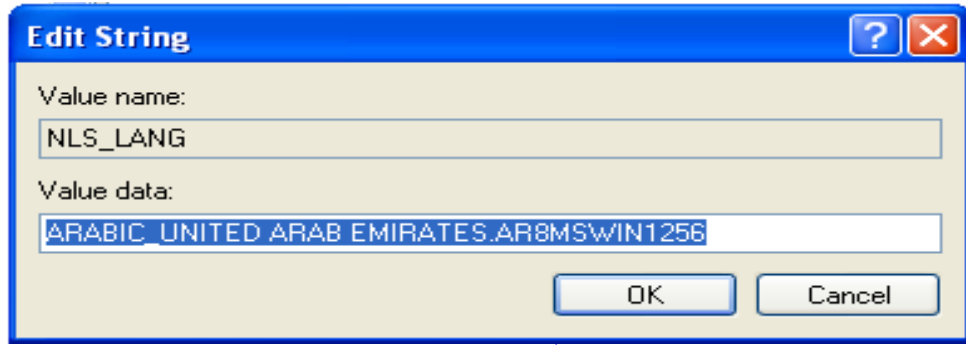 Edit String
Value name:
NLS_LANG
Value data:
ARABIC_UNITED ARAB EMIRATES.AR8MSWIN1256
OK Cancel